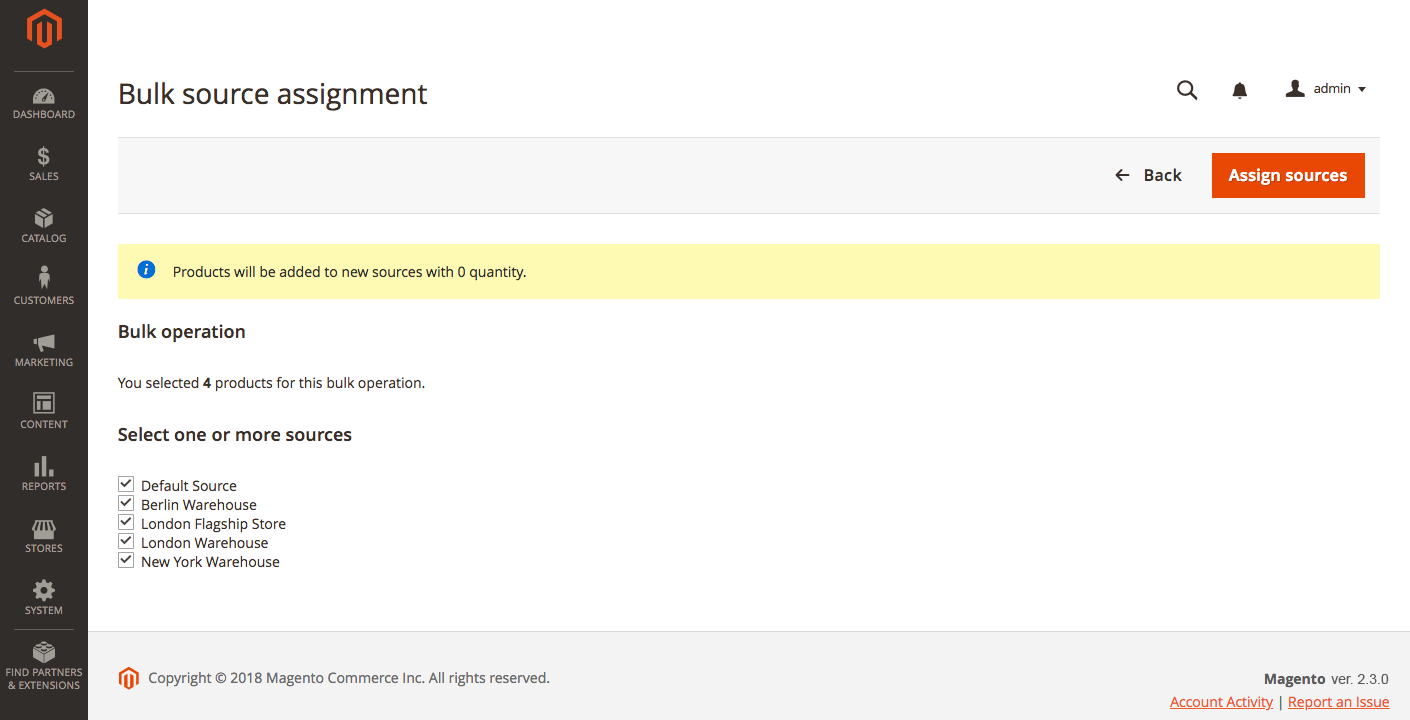 DASHBOARD
SALES
CATALOG
CUSTOMERS
MARKETING
CONTENT
REPORTS
STORES
SYSTEM
FIND PARTNERS
& EXTENSIONS
Bulk source assignment
admin
Back
Assign sources
Products will be added to new sources with 0 quantity.
Bulk operation
You selected 4 products for this bulk operation.
Select one or more sources
Default Source
Berlin Warehouse
London Flagship Store
London Warehouse
New York Warehouse
Copyright © 2018 Magento Commerce Inc. All rights reserved.
Magento ver. 2.3.0
Account Activity | Report an Issue